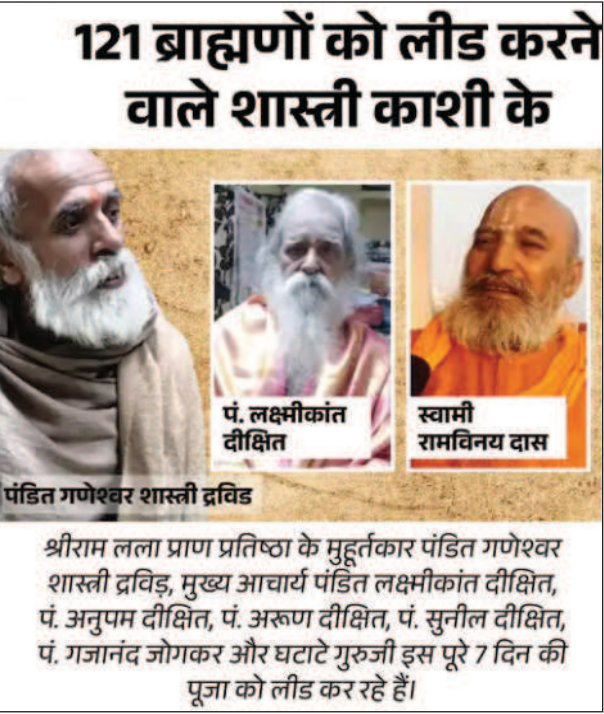 121 ब्राह्मणों को लीड करने
वाले शास्त्री काशी के
पं. लक्ष्मीकांत
दीक्षित
स्वामी
रामविनय दास
पंडित गणेश्वर शास्त्री द्रविड
श्रीराम लला प्राण प्रतिष्ठा के मुहूर्तकार पंडित गणेश्वर
शास्त्री द्रविड़, मुख्य आचार्य पंडित लक्ष्मीकांत दीक्षित,
पं. अनुपम दीक्षित, पं. अरूण दीक्षित, पं. सुनील दीक्षित,
पं. गजानंद जोगकर और घटाटे गुरुजी इस पूरे 7 दिन की
पूजा को लीड कर रहे हैं।